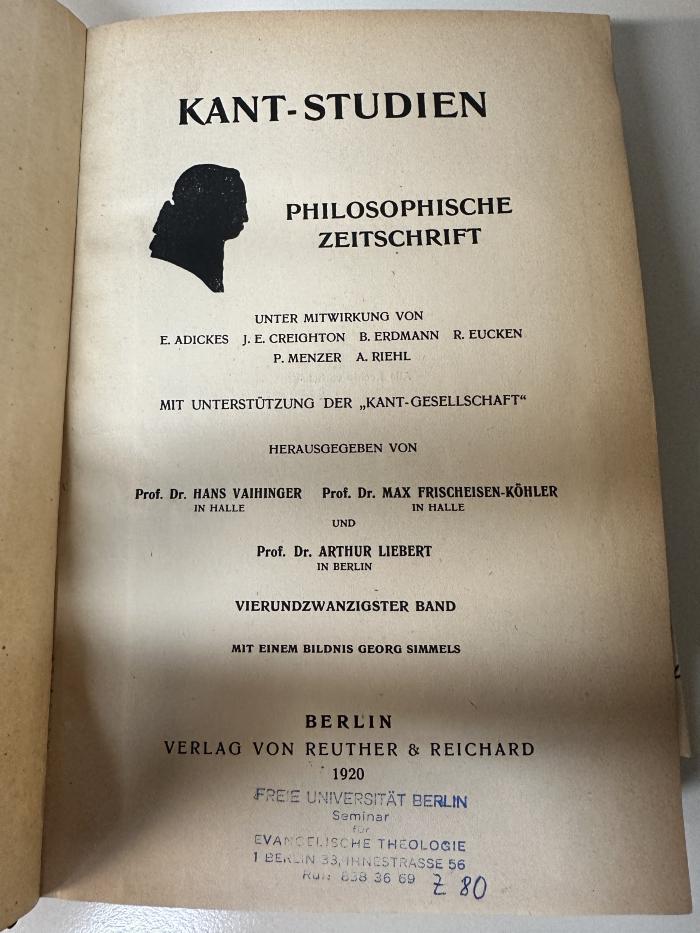 KANT-STUDIEN
PHILOSOPHISCHE
ZEITSCHRIFT
UNTER MITWIRKUNG VON
E. ADICKES J. E. CREIGHTON B. ERDMANN R. EUCKEN
P. MENZER A. RIEHL
MIT UNTERSTÜTZUNG DER „KANT-GESELLSCHAFT“
HERAUSGEGEBEN VON
Prof. Dr. HANS VAIHINGER Prof. Dr. MAX FRISCHEISEN-KÖHLER
IN HALLE IN HALLE
UND
Prof. Dr. ARTHUR LIEBERT
IN BERLIN
VIERUNDZWANZIGSTER BAND
MIT EINEM BILDNIS GEORG SIMMELS
BERLIN
VERLAG VON REUTHER & REICHARD
1920
FREIE UNIVERSITÄT BERLIN
Seminar
für
EVANGELISCHE THEOLOGIE
1 BERLIN 33, IHNESTRASSE 56
Ruf: 838 36 69 Z 80